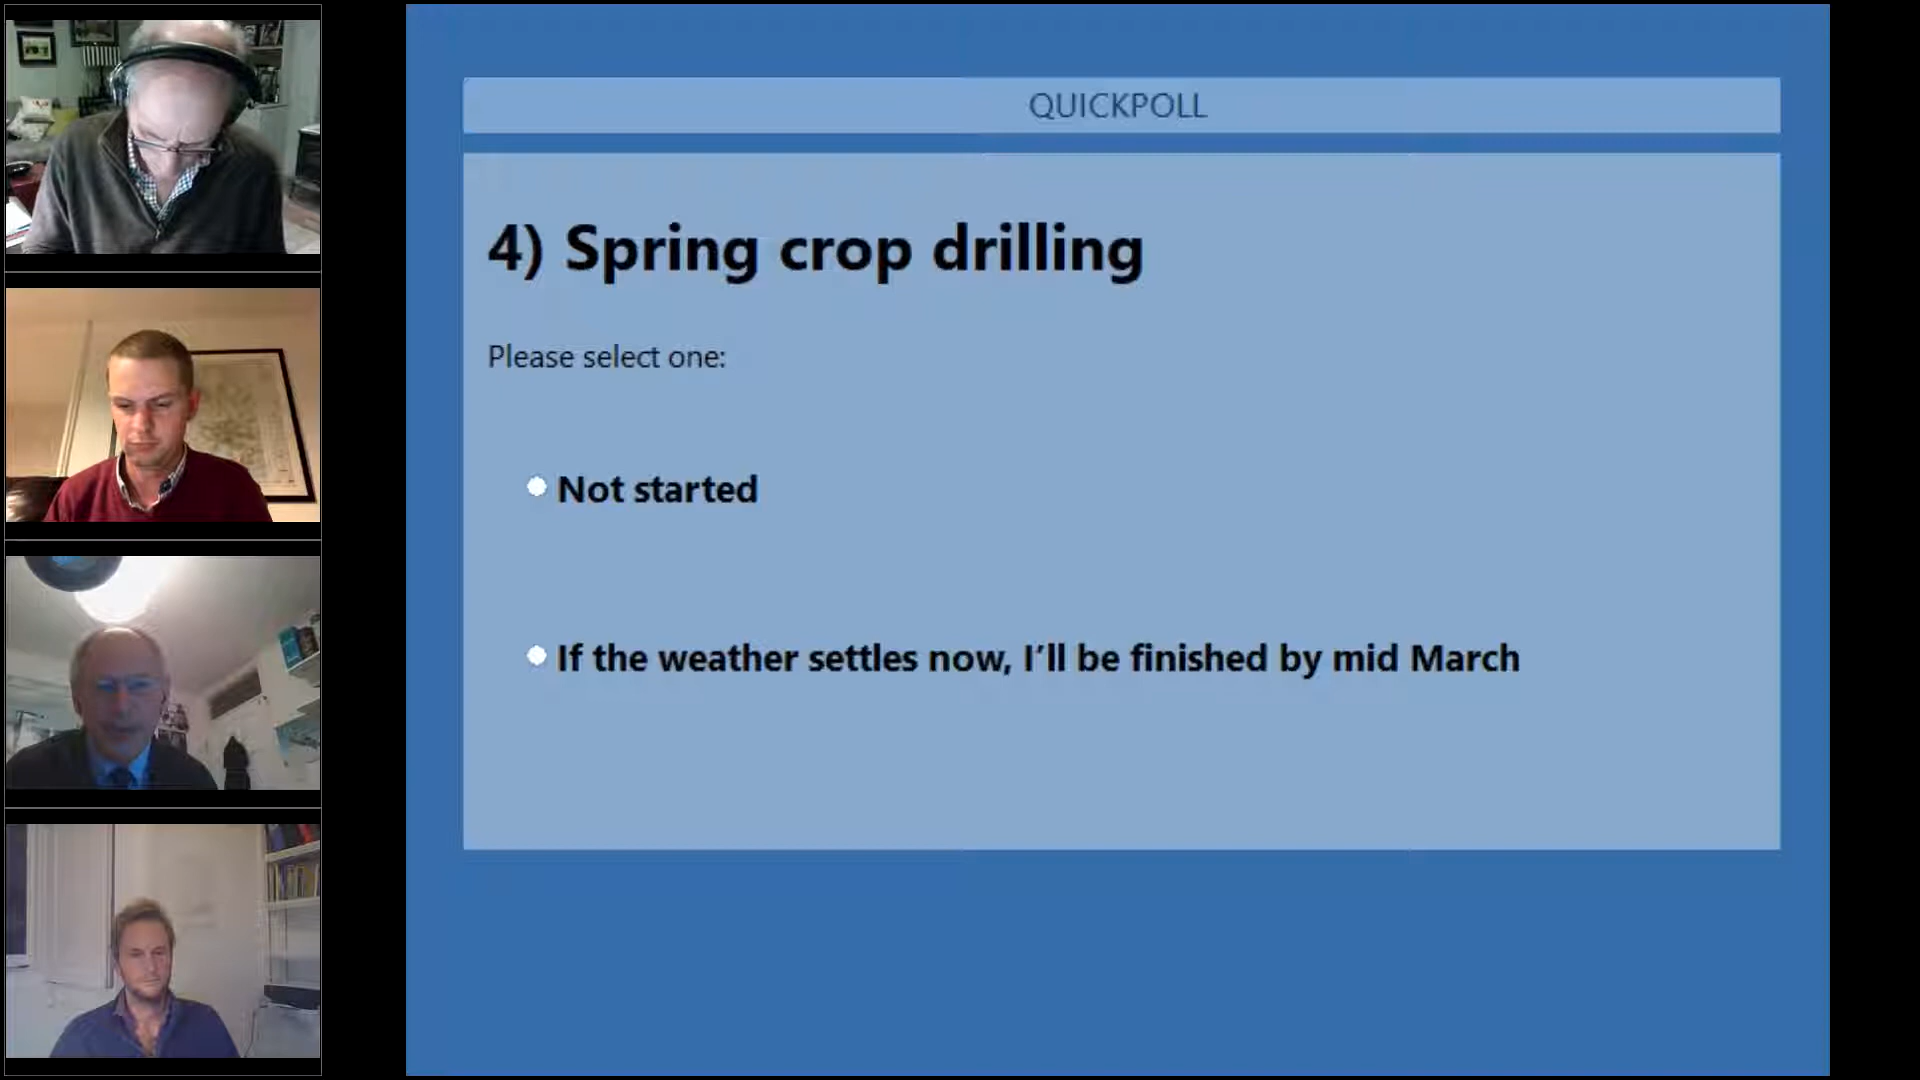 QUICKPOLL
4) Spring crop drilling
Please select one:
Not started
If the weather settles now, I’ll be finished by mid March